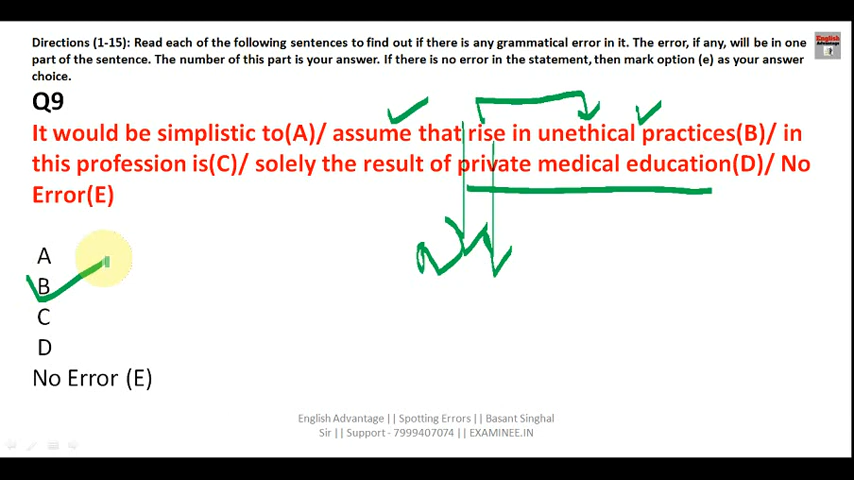 Directions (1-15): Read each of the following sentences to find out if there is any grammatical error in it. The error, if any, will be in one
part of the sentence. The number of this part is your answer. If there is no error in the statement, then mark option (e) as your answer
choice.
English
Advantage
Q9
It would be simplistic to(A)/ assume that rise in unethical practices(B)/ in
this profession is(C)/ solely the result of private medical education(D)/ No
Error(E)
A
B
C
D
No Error (E)
English Advantage || Spotting Errors || Basant Singhal
Sir || Support - 7999407074 || EXAMINEE.IN